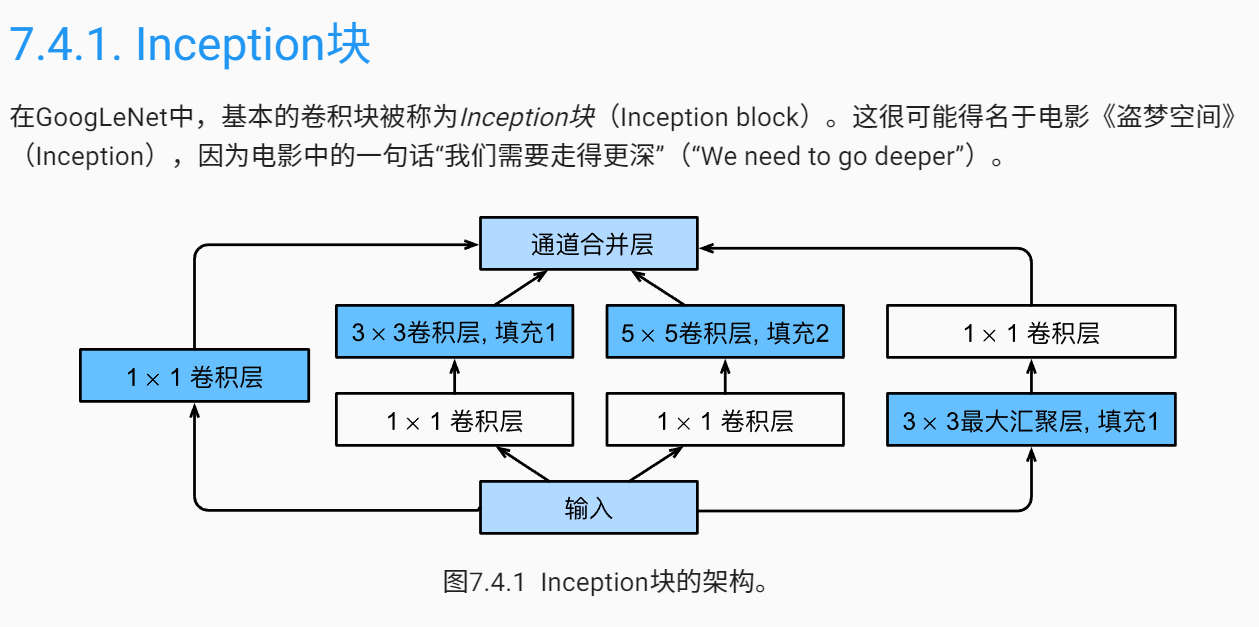 7.4.1. Inception块
在GoogLeNet中，基本的卷积块被称为Inception块（Inception block）。这很可能得名于电影《盗梦空间》
（Inception），因为电影中的一句话“我们需要走得更深”（“We need to go deeper”）。
通道合并层
3 × 3卷积层, 填充1
5 × 5卷积层, 填充2
1 × 1 卷积层
1 × 1 卷积层
1 × 1 卷积层
1 × 1 卷积层
3 × 3最大汇聚层, 填充1
输入
图7.4.1 Inception块的架构。